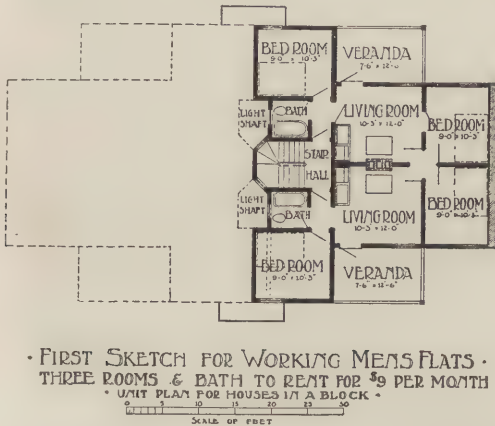 BED ROOM
9'-0" × 10'-3"
VERANDA
LIGHT
SHAFT
BATH
LIVING ROOM
10'-3" × 12'-0"
BED ROOM
9'-0" × 10'-3"
STAIR
HALL
LIGHT
SHAFT
BATH
LIVING ROOM
10'-3" × 12'-0"
BED ROOM
BED ROOM
9'-0" × 10'-3"
VERANDA
7'-6" × 12'-6"
• FIRST SKETCH FOR WORKING MENS FLATS •
THREE ROOMS & BATH TO RENT FOR $9 PER MONTH
• UNIT PLAN FOR HOUSES IN A BLOCK •
0 5 10 15 20 25 30
SCALE OF FEET